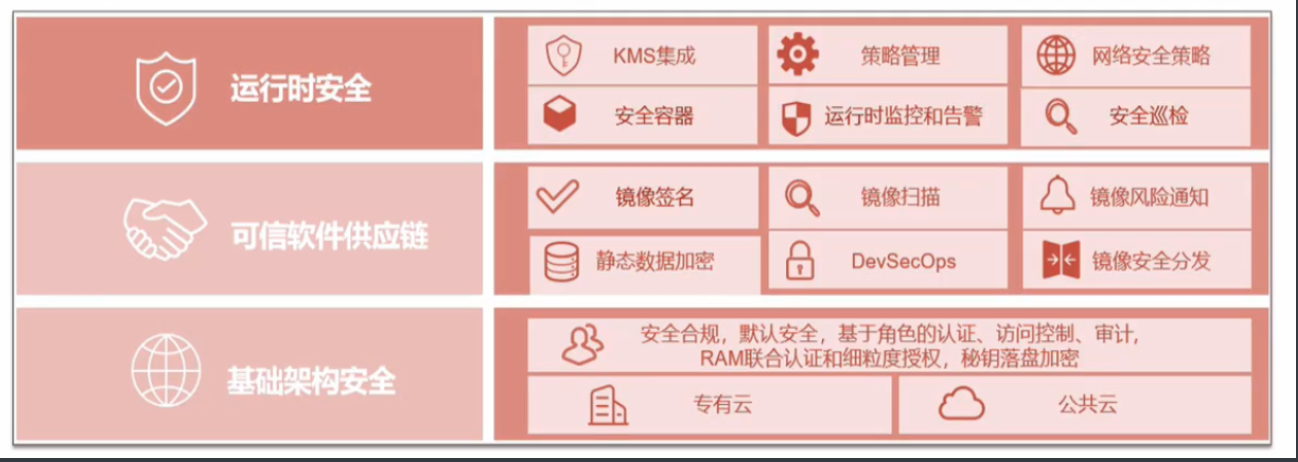 运行时安全
KMS集成
策略管理
网络安全策略
安全容器
运行时监控和告警
安全巡检
可信软件供应链
镜像签名
镜像扫描
镜像风险通知
静态数据加密
DevSecOps
镜像安全分发
基础架构安全
安全合规，默认安全，基于角色的认证、访问控制、审计，
RAM联合认证和细粒度授权，秘钥落盘加密
专有云
公共云